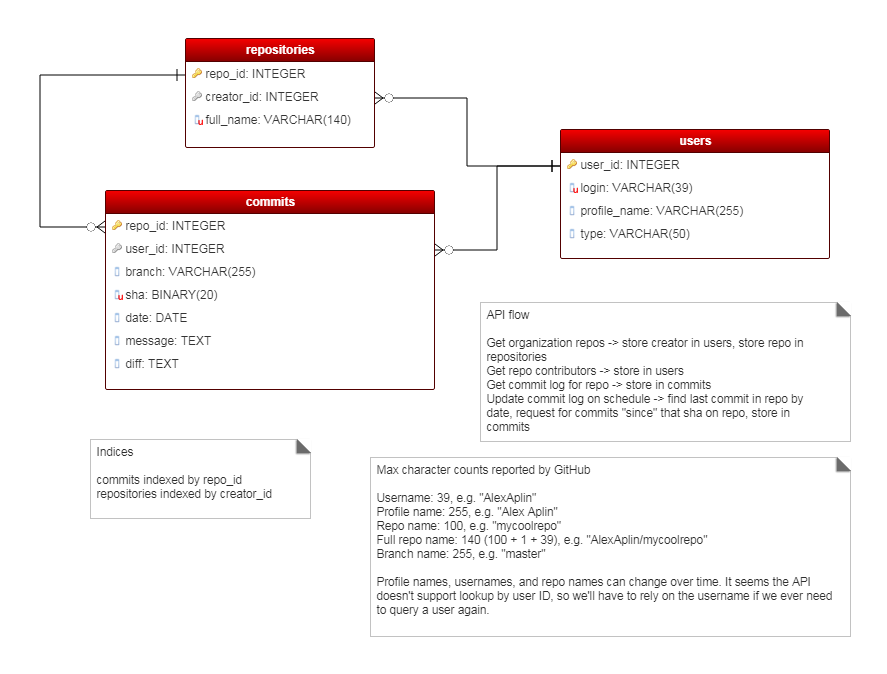 repositories
repo_id: INTEGER
creator_id: INTEGER
full_name: VARCHAR(140)
users
user_id: INTEGER
login: VARCHAR(39)
profile_name: VARCHAR(255)
type: VARCHAR(50)
commits
repo_id: INTEGER
user_id: INTEGER
branch: VARCHAR(255)
sha: BINARY(20)
date: DATE
message: TEXT
diff: TEXT
API flow
Get organization repos -> store creator in users, store repo in
repositories
Get repo contributors -> store in users
Get commit log for repo -> store in commits
Update commit log on schedule -> find last commit in repo by
date, request for commits "since" that sha on repo, store in
commits
Indices
commits indexed by repo_id
repositories indexed by creator_id
Max character counts reported by GitHub
Username: 39, e.g. "AlexAplin"
Profile name: 255, e.g. "Alex Aplin"
Repo name: 100, e.g. "mycoolrepo"
Full repo name: 140 (100 + 1 + 39), e.g. "AlexAplin/mycoolrepo"
Branch name: 255, e.g. "master"
Profile names, usernames, and repo names can change over time. It seems the API
doesn't support lookup by user ID, so we'll have to rely on the username if we ever need
to query a user again.